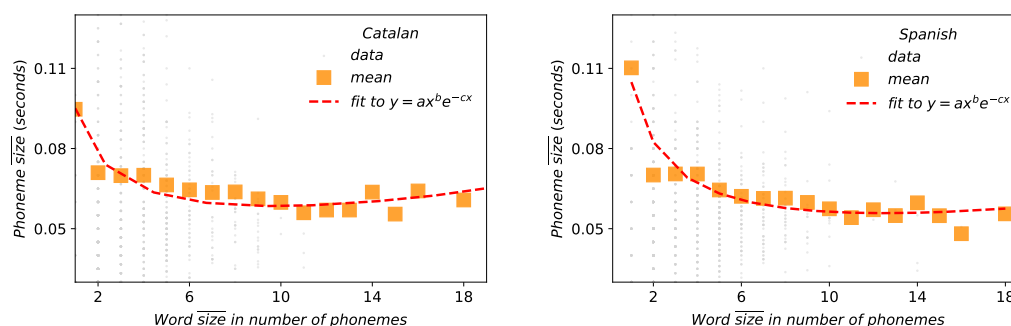 Catalan
data
mean
fit to y = ax^b e^{−cx}
0.11
0.08
0.05
Phoneme size (seconds)
2 6 10 14 18
Word size in number of phonemes
Spanish
data
mean
fit to y = ax^b e^{−cx}
0.11
0.08
0.05
Phoneme size (seconds)
2 6 10 14 18
Word size in number of phonemes